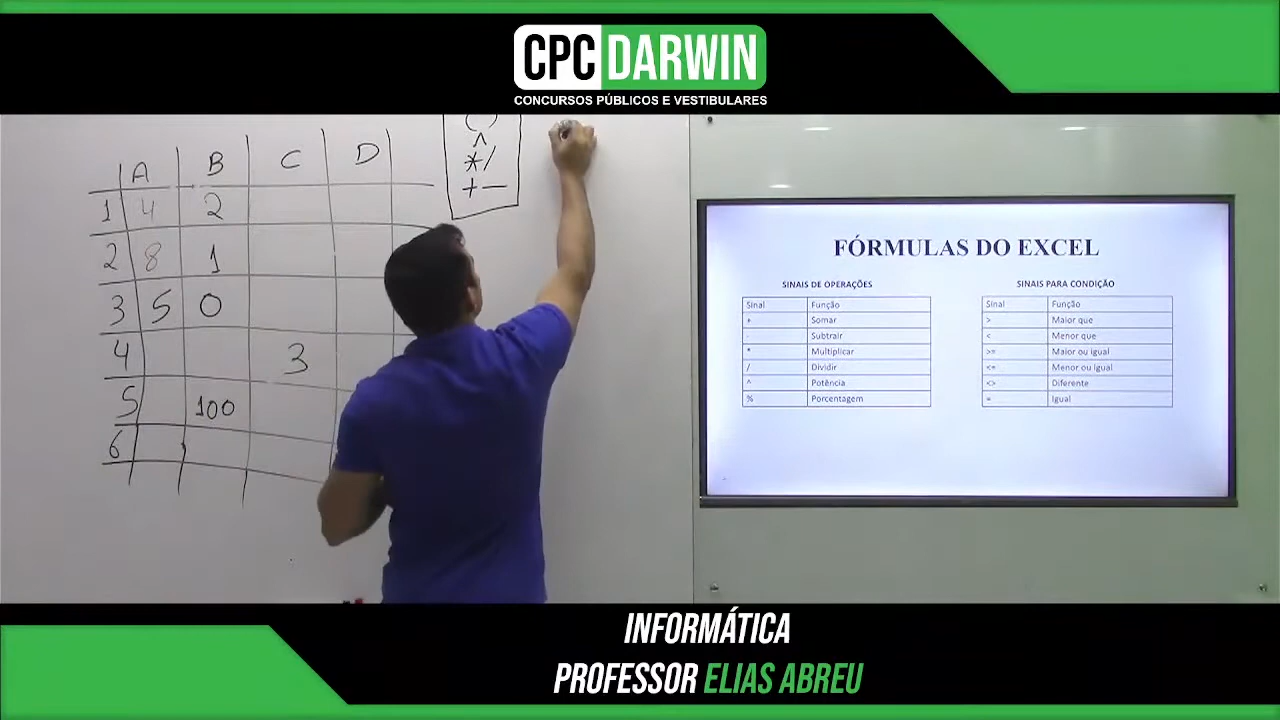 CPC DARWIN
CONCURSOS PÚBLICOS E VESTIBULARES
A B C D
1 4 2
2 8 1
3 5 0
4 3
5 100
6
( )
^
* /
+ −
FÓRMULAS DO EXCEL
SINAIS DE OPERAÇÕES
Sinal Função
+ Somar
- Subtrair
* Multiplicar
/ Dividir
^ Potência
% Porcentagem
SINAIS PARA CONDIÇÃO
Sinal Função
> Maior que
< Menor que
>= Maior ou igual
<= Menor ou igual
<> Diferente
= Igual
INFORMÁTICA
PROFESSOR ELIAS ABREU